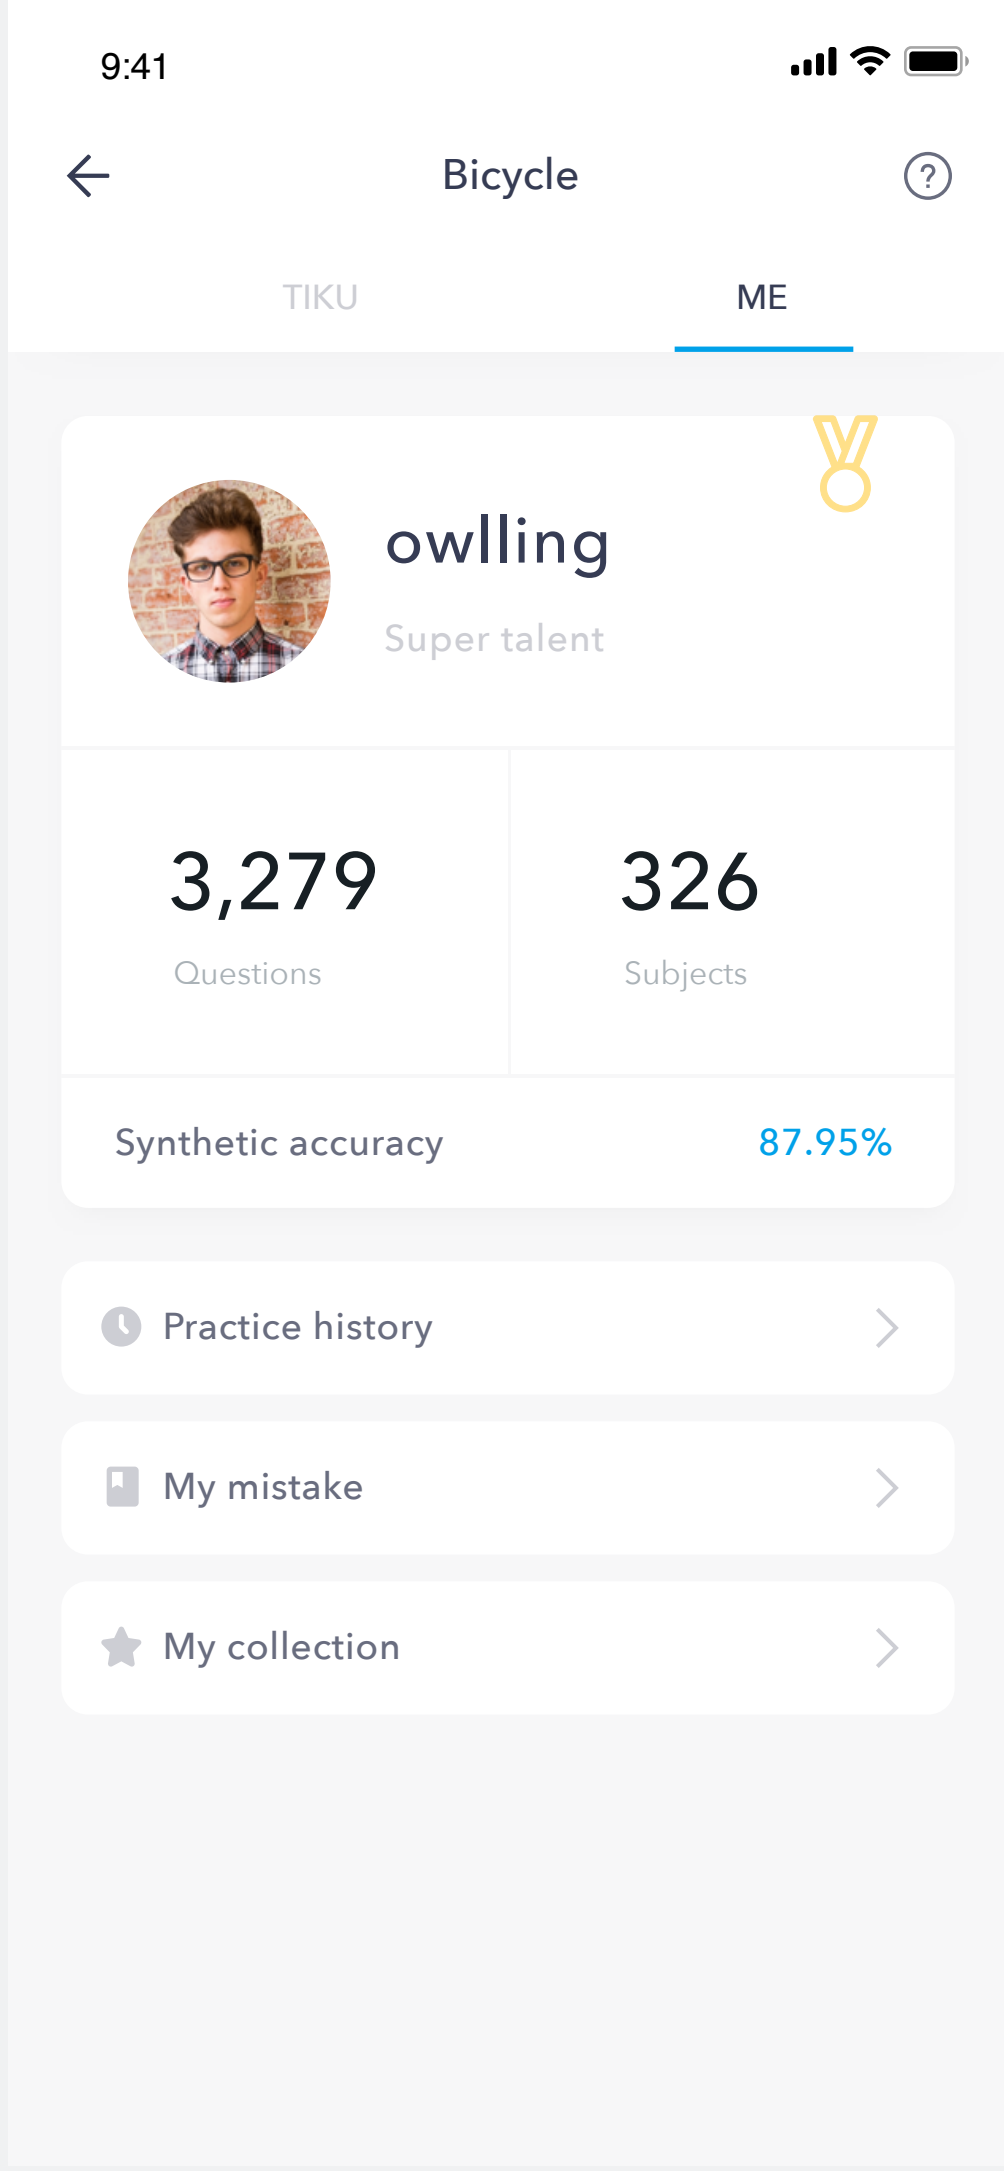 9:41
Bicycle
?
TIKU
ME
owlling
Super talent
3,279
326
Questions
Subjects
Synthetic accuracy
87.95%
Practice history
My mistake
My collection